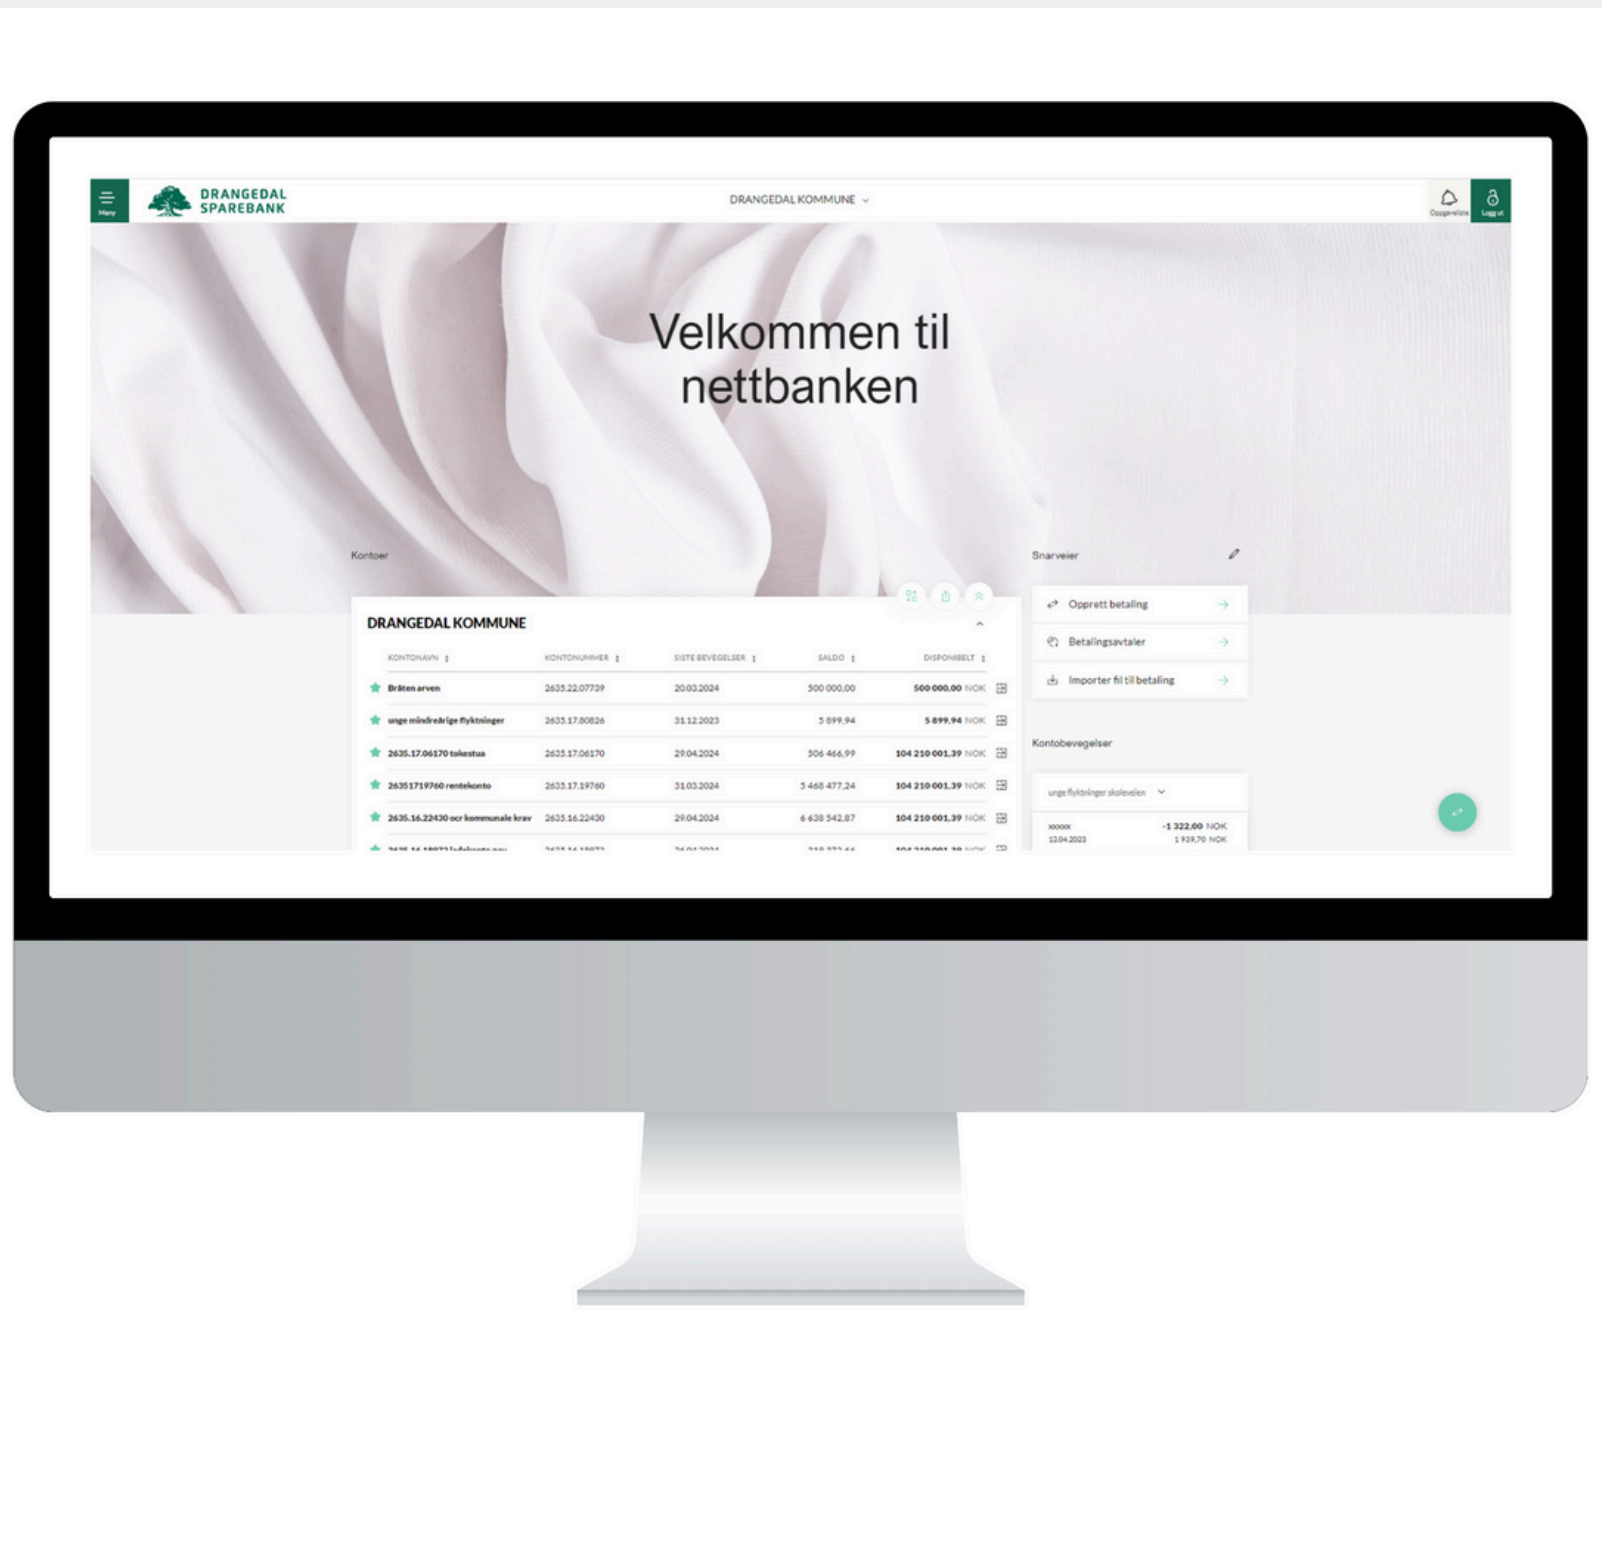 Meny
DRANGEDAL
SPAREBANK
DRANGEDAL KOMMUNE
Oppgaveliste
Logg ut
Velkommen til
nettbanken
Kontoer
DRANGEDAL KOMMUNE
KONTONAVN KONTONUMMER SISTE BEVEGELSER SALDO DISPONIBELT
Bråten arven 2635.22.07739 20.03.2024 500 000,00 500 000,00 NOK
unge mindreårige flyktninger 2635.17.80826 31.12.2023 5 899,94 5 899,94 NOK
2635.17.06170 tokestua 2635.17.06170 29.04.2024 506 466,99 104 210 001,39 NOK
26351719760 rentekonto 2635.17.19760 31.03.2024 5 468 477,24 104 210 001,39 NOK
2635.16.22430 ocr kommunale krav 2635.16.22430 29.04.2024 6 638 542,87 104 210 001,39 NOK
Snarveier
Opprett betaling
Betalingsavtaler
Importer fil til betaling
Kontobevegelser
unge flyktninger skoleveien
xxxxxx -1 322,00 NOK
13.04.2023 1 939,70 NOK